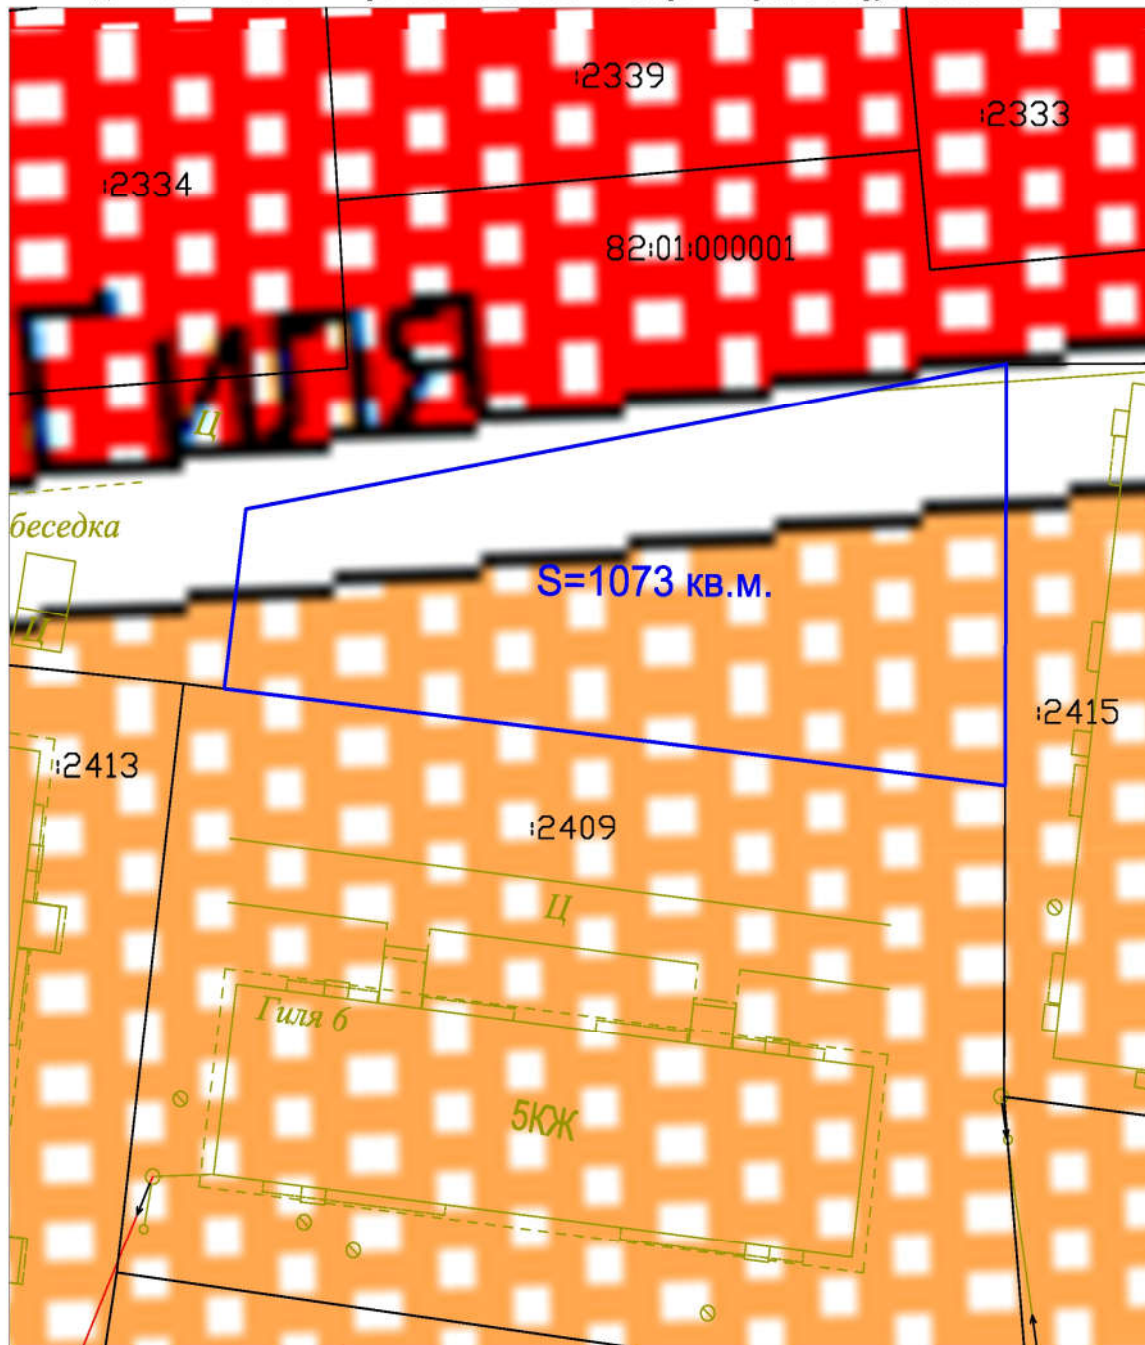 :2339
:2333
:2334
82:01:000001
Гиля
Ц
беседка
S=1073 кв.м.
Ц
:2415
:2413
:2409
Ц
Гиля 6
5КЖ